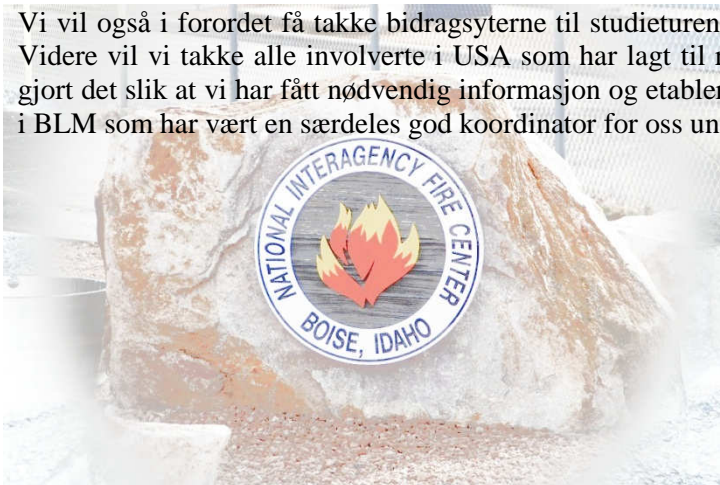 Vi vil også i forordet få takke bidragsyterne til studieturen
Videre vil vi takke alle involverte i USA som har lagt til
gjort det slik at vi har fått nødvendig informasjon og etabler
i BLM som har vært en særdeles god koordinator for oss un
NATIONAL INTERAGENCY FIRE CENTER
BOISE, IDAHO